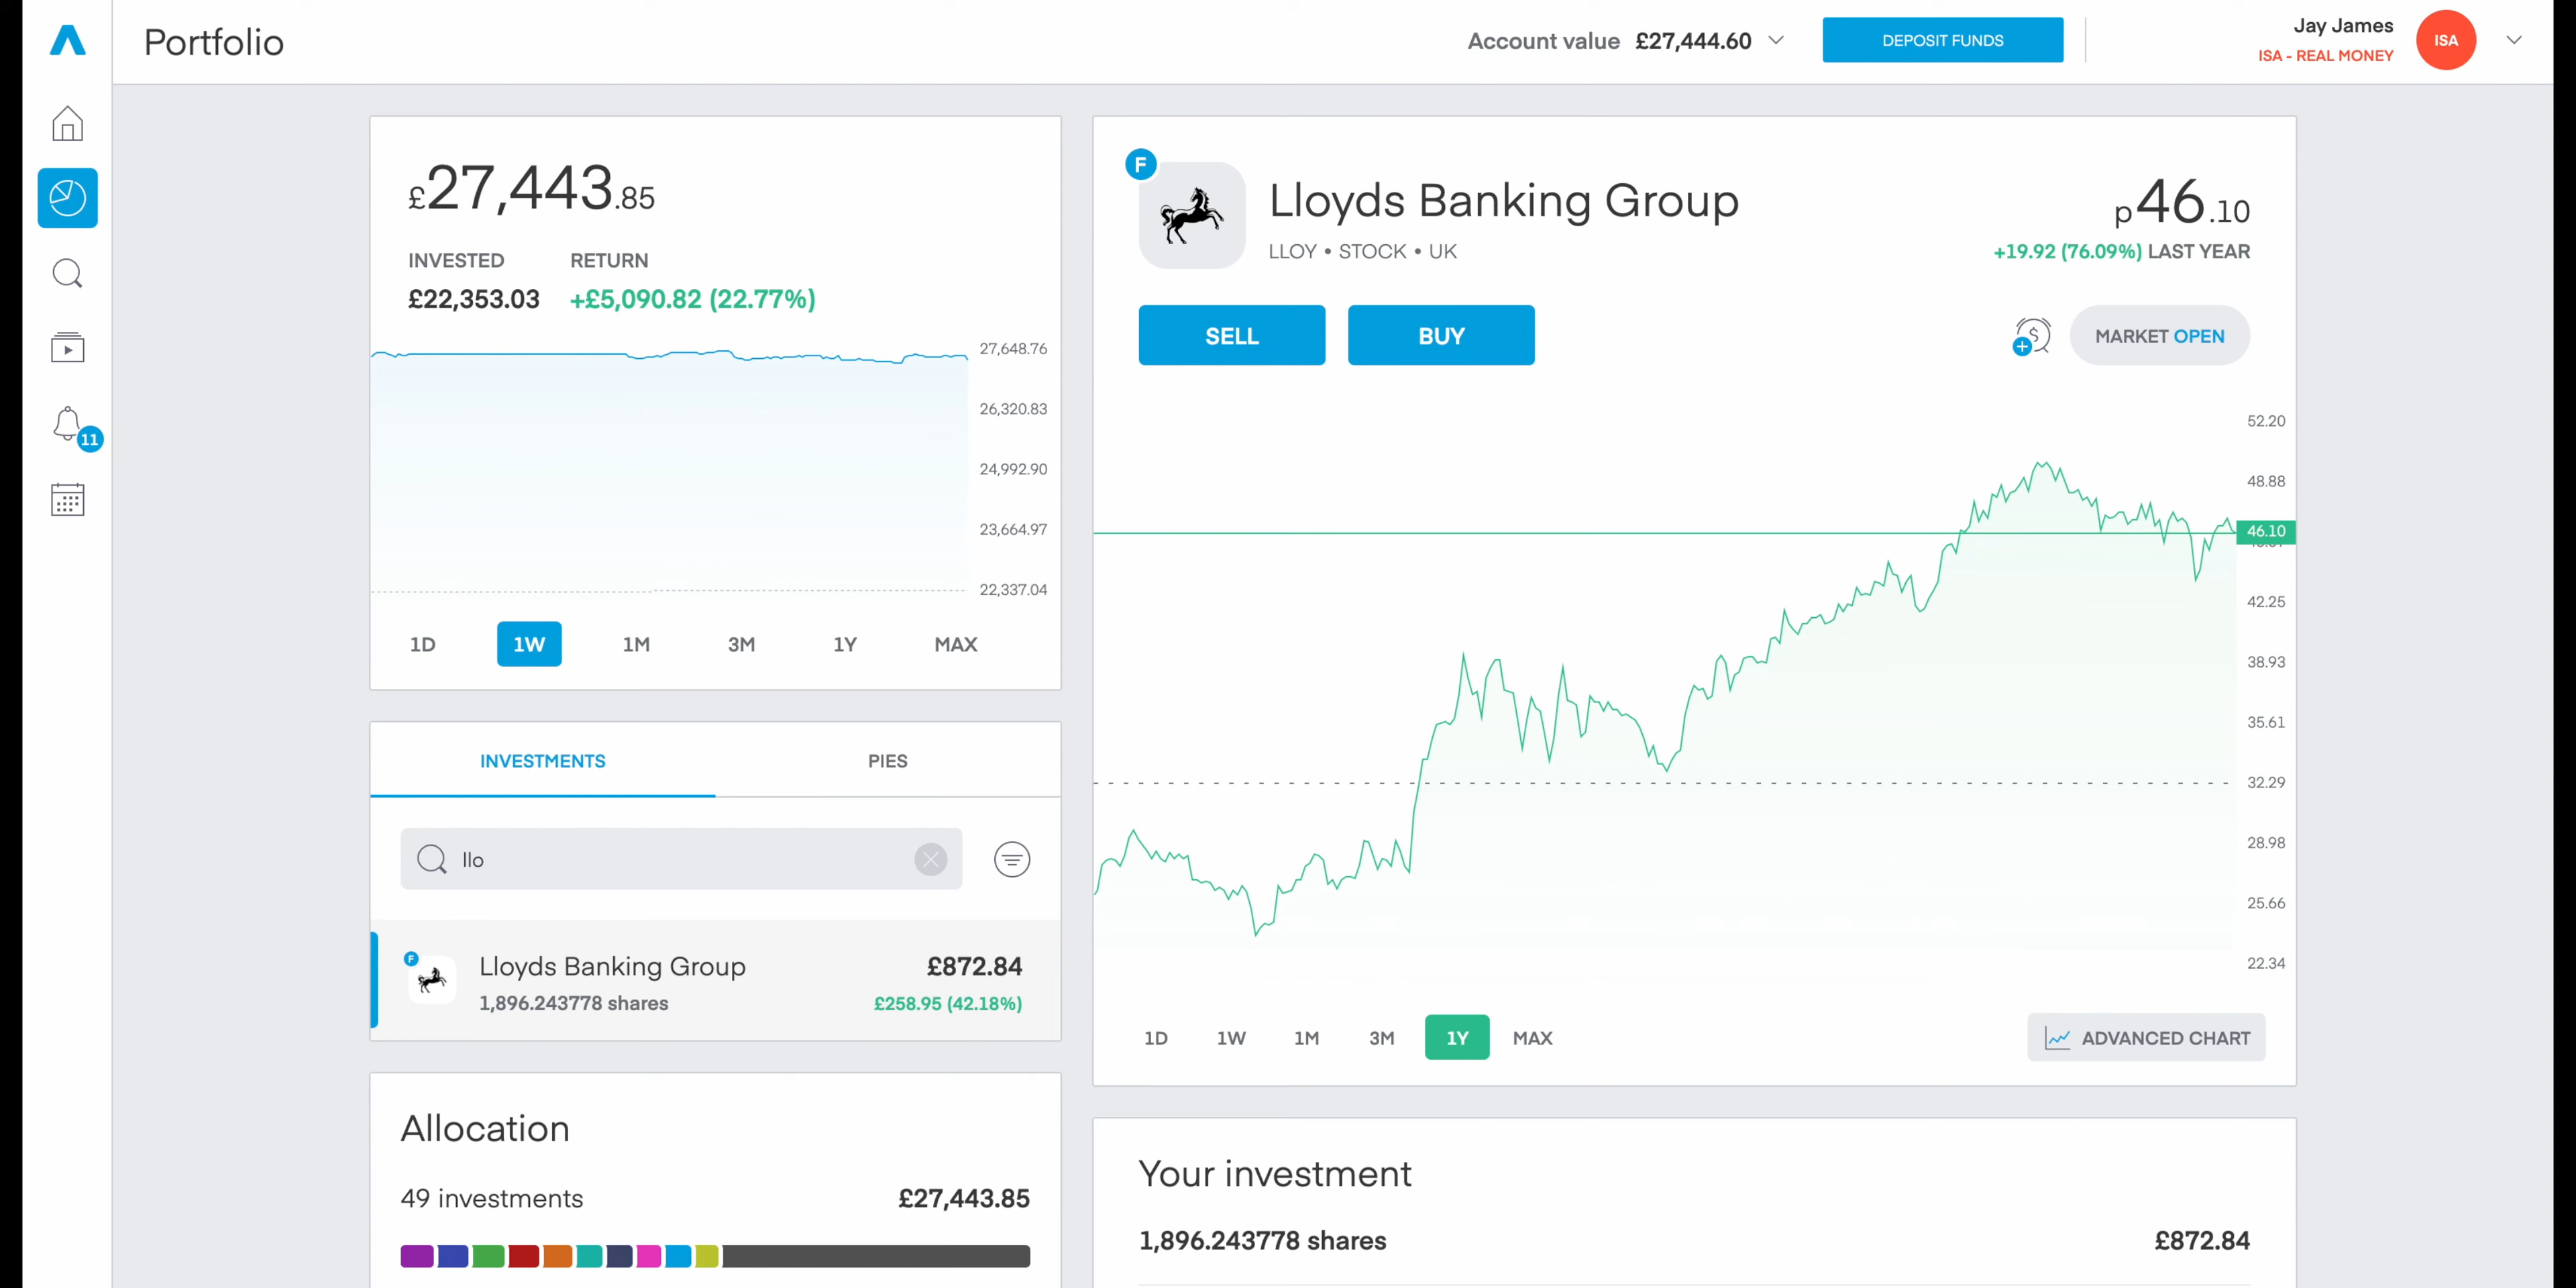 Portfolio
Account value £27,444.60
DEPOSIT FUNDS
Jay James
ISA - REAL MONEY
ISA
11
£27,443.85
INVESTED RETURN
£22,353.03 +£5,090.82 (22.77%)
27,648.76
26,320.83
24,992.90
23,664.97
22,337.04
1D 1W 1M 3M 1Y MAX
INVESTMENTS PIES
llo
F
Lloyds Banking Group £872.84
1,896.243778 shares £258.95 (42.18%)
Allocation
49 investments £27,443.85
F
Lloyds Banking Group p46.10
LLOY • STOCK • UK +19.92 (76.09%) LAST YEAR
SELL BUY
$
MARKET OPEN
52.20
48.88
46.10
42.25
38.93
35.61
32.29
28.98
25.66
22.34
1D 1W 1M 3M 1Y MAX
ADVANCED CHART
Your investment
1,896.243778 shares £872.84